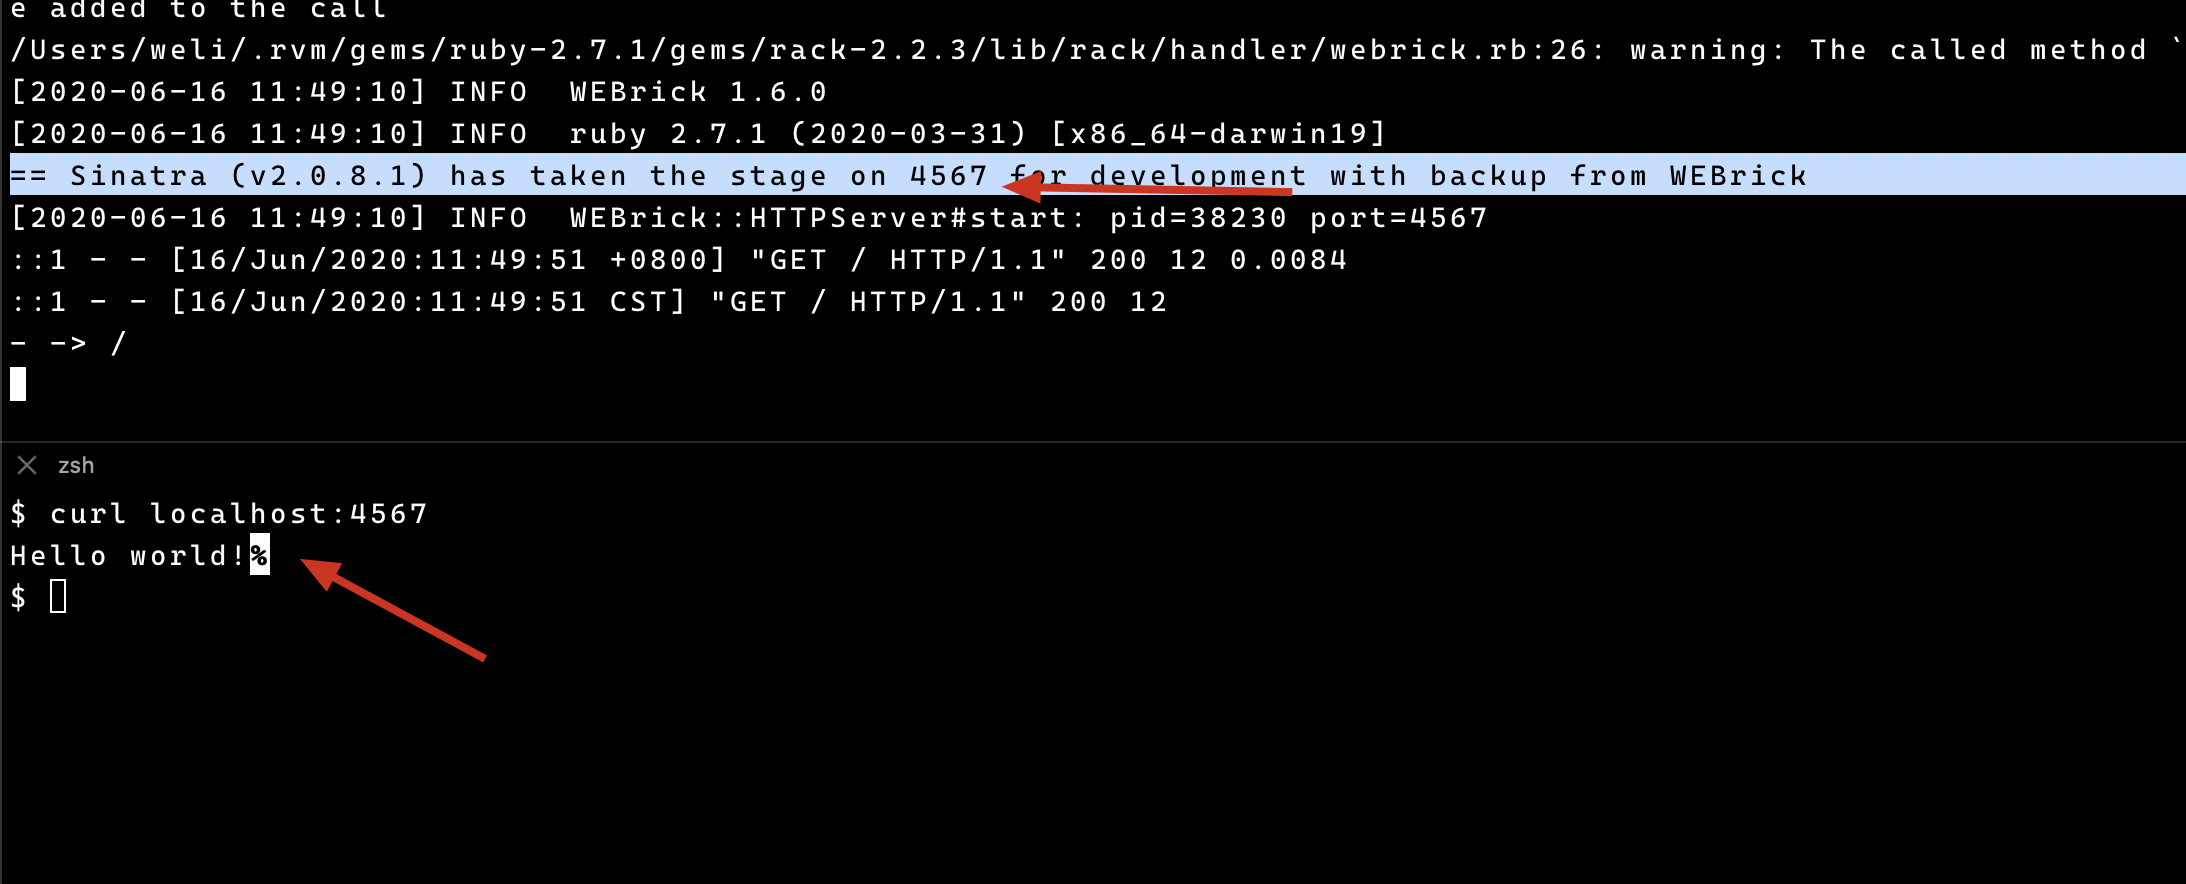 e added to the call
/Users/weli/.rvm/gems/ruby-2.7.1/gems/rack-2.2.3/lib/rack/handler/webrick.rb:26: warning: The called method `
[2020-06-16 11:49:10] INFO  WEBrick 1.6.0
[2020-06-16 11:49:10] INFO  ruby 2.7.1 (2020-03-31) [x86_64-darwin19]
== Sinatra (v2.0.8.1) has taken the stage on 4567 for development with backup from WEBrick
[2020-06-16 11:49:10] INFO  WEBrick::HTTPServer#start: pid=38230 port=4567
::1 - - [16/Jun/2020:11:49:51 +0800] "GET / HTTP/1.1" 200 12 0.0084
::1 - - [16/Jun/2020:11:49:51 CST] "GET / HTTP/1.1" 200 12
- -> /
zsh
$ curl localhost:4567
Hello world!%
$